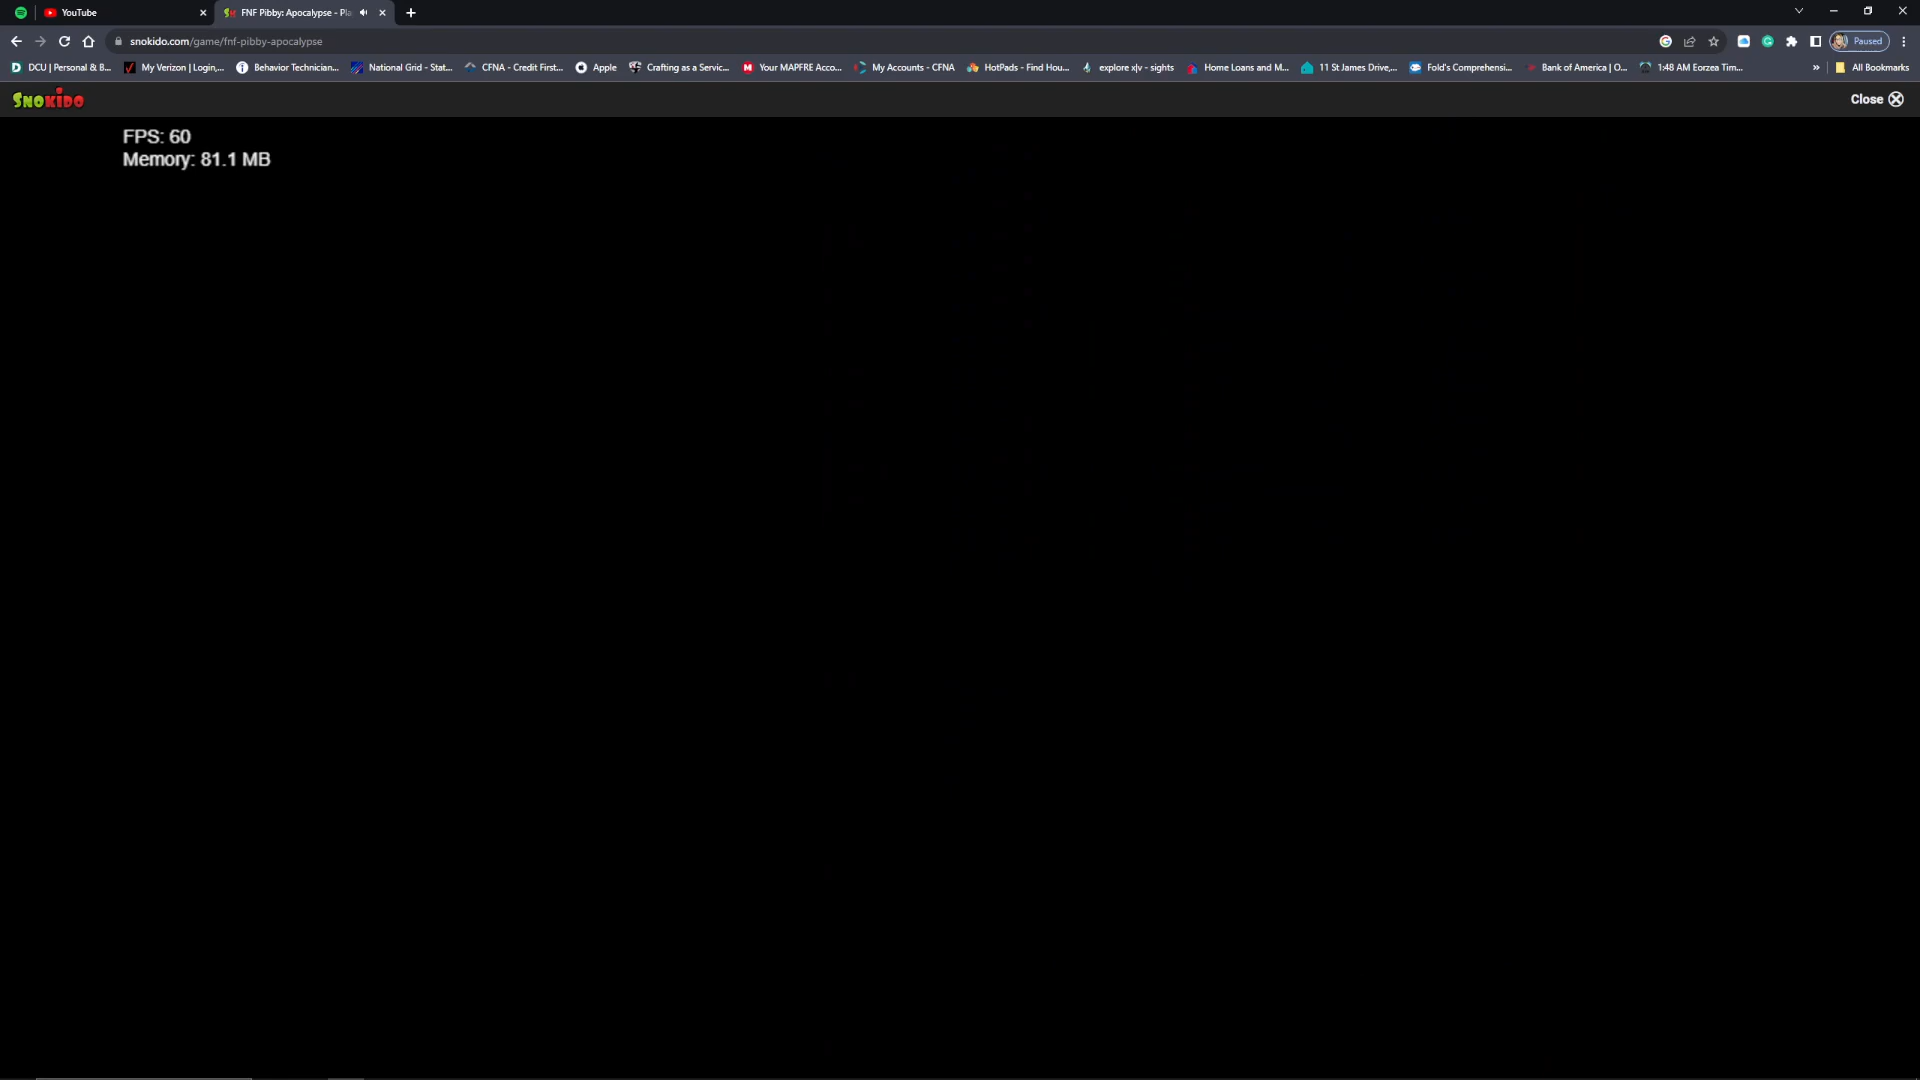 YouTube
FNF Pibby: Apocalypse - Pla
snokido.com/game/fnf-pibby-apocalypse
Paused
DCU | Personal & B...
My Verizon | Login,...
Behavior Technician...
National Grid - Stat...
CFNA - Credit First...
Apple
Crafting as a Servic...
Your MAPFRE Acco...
My Accounts - CFNA
HotPads - Find Hou...
explore x|v - sights
Home Loans and M...
11 St James Drive,...
Fold's Comprehensi...
Bank of America | O...
1:48 AM Eorzea Tim...
»
All Bookmarks
SNOKIDO
Close
FPS: 60
Memory: 81.1 MB